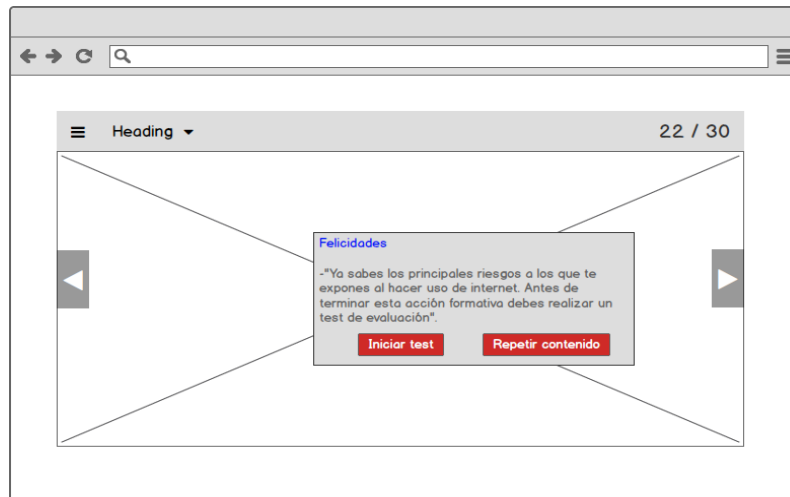 Heading
22 / 30
Felicidades
-"Ya sabes los principales riesgos a los que te
expones al hacer uso de internet. Antes de
terminar esta acción formativa debes realizar un
test de evaluación".
Iniciar test
Repetir contenido